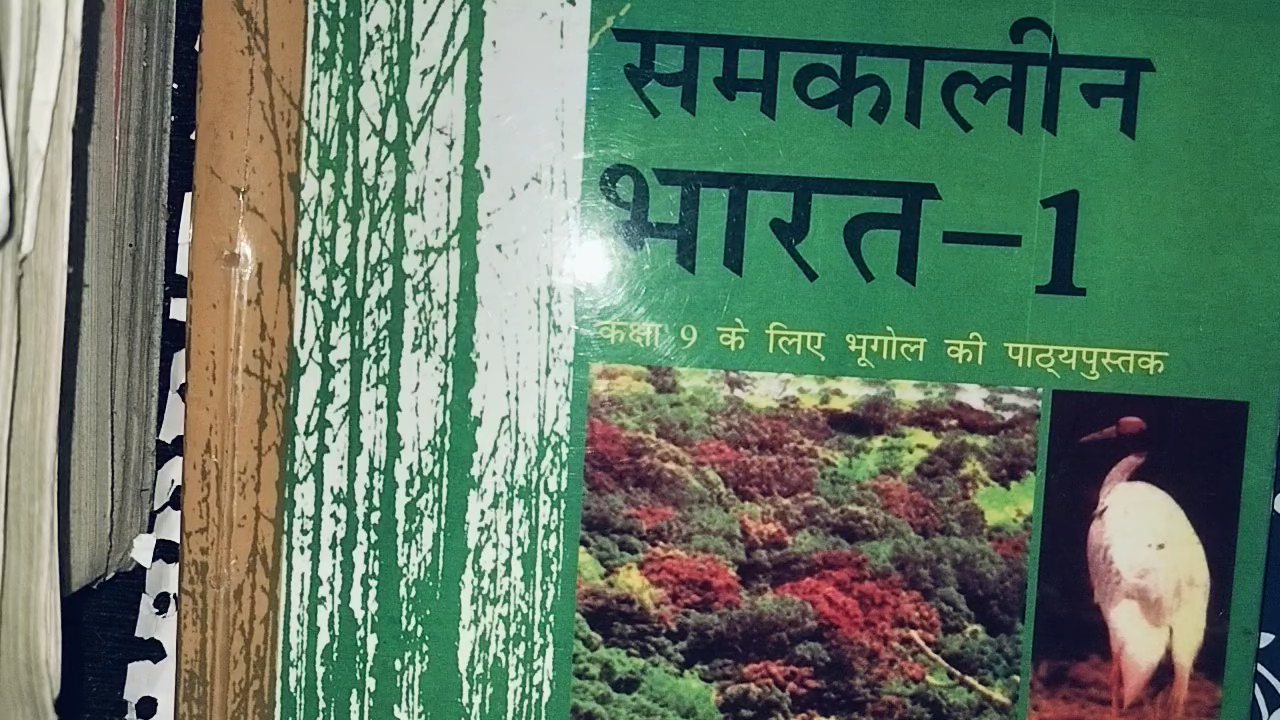 समकालीन
भारत-1
कक्षा 9 के लिए भूगोल की पाठ्यपुस्तक